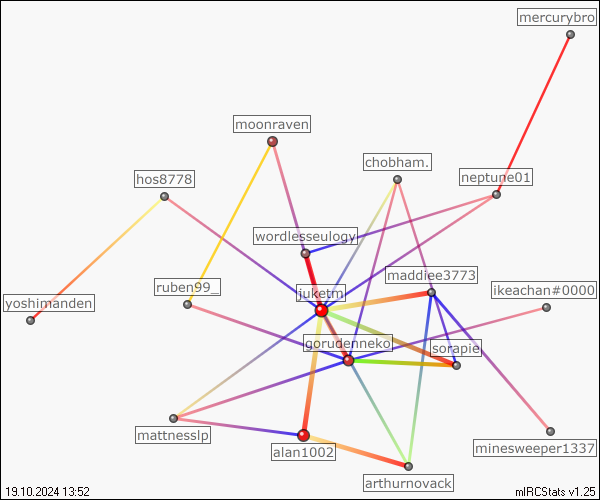 mercurybro
moonraven
chobham.
hos8778
neptune01
wordlesseulogy
maddiee3773
ruben99_
juketm
ikeachan#0000
yoshimanden
gorudenneko
sorapie
mattnesslp
alan1002
minesweeper1337
arthurnovack
19.10.2024 13:52
mIRCStats v1.25